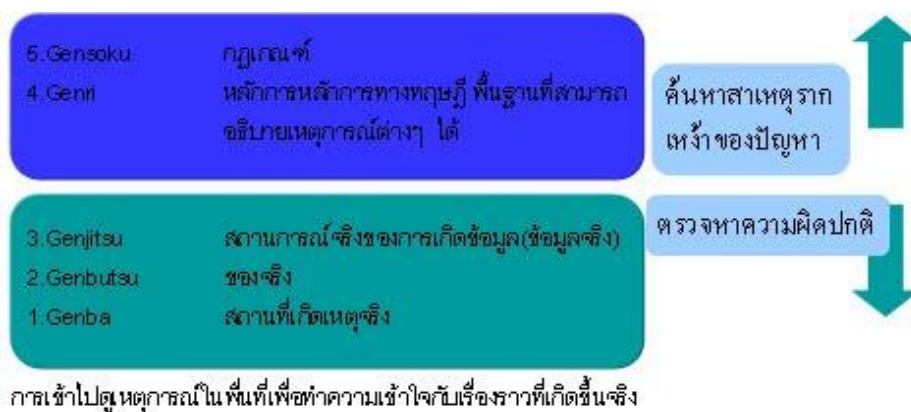 5.Gensoku กฎเกณฑ์
4.Genri หลักการหลักการทางทฤษฎี พื้นฐานที่สามารถ
อธิบายเหตุการณ์ต่างๆ ได้
ค้นหาสาเหตุราก
เหง้าของปัญหา
3.Genjitsu สถานการณ์จริงของการเกิดข้อมูล(ข้อมูลจริง)
2.Genbutsu ของจริง
1.Genba สถานที่เกิดเหตุจริง
ตรวจหาความผิดปกติ
การเข้าไปดูเหตุการณ์ในพื้นที่เพื่อทำความเข้าใจกับเรื่องราวที่เกิดขึ้นจริง